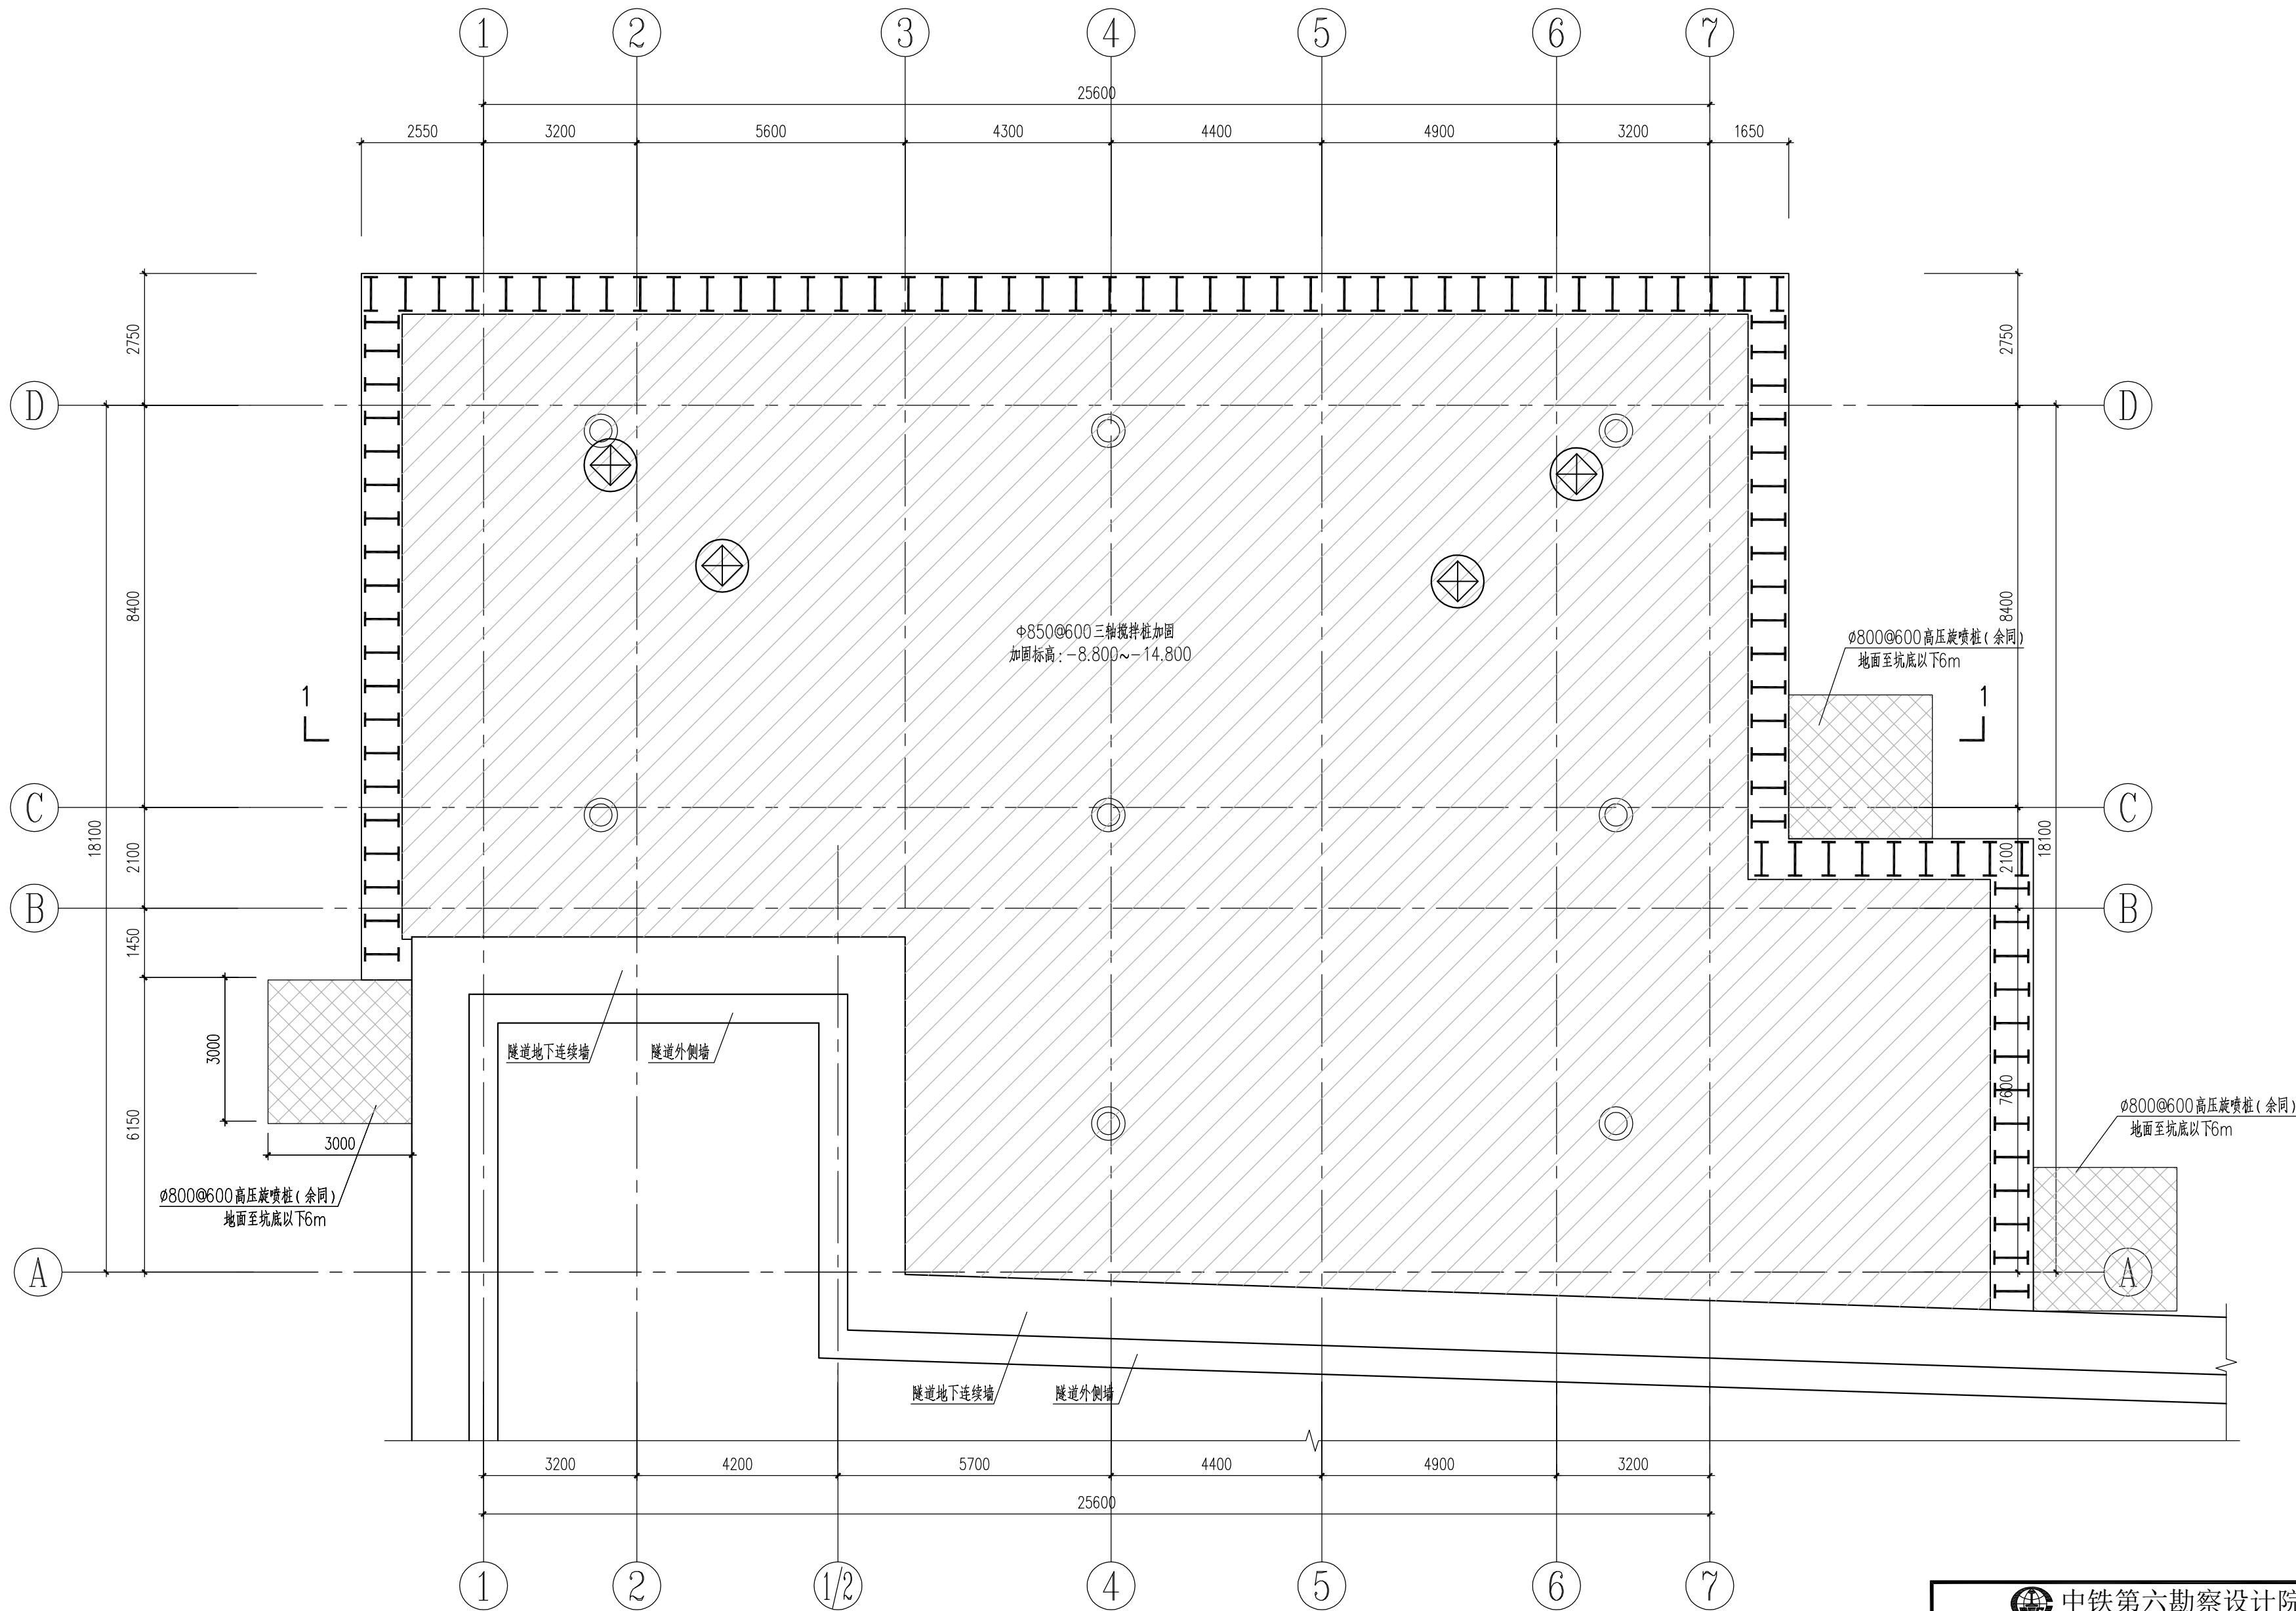 1 2 3 4 5 6 7
25600
2550 3200 5600 4300 4400 4900 3200 1650
2750
2750
D
D
8400
8400
Φ850@600三轴搅拌桩加固
加固标高:-8.800~-14.800
ø800@600高压旋喷桩(余同)
地面至坑底以下6m
1
1
C
C
18100
18100
2100
2100
B
B
1450
3000
隧道地下连续墙
隧道外侧墙
6150
7600
3000
ø800@600高压旋喷桩(余同)
地面至坑底以下6m
ø800@600高压旋喷桩(余同)
地面至坑底以下6m
A
A
隧道地下连续墙
隧道外侧墙
3200 4200 5700 4400 4900 3200
25600
1 2 1/2 4 5 6 7
中铁第六勘察设计院